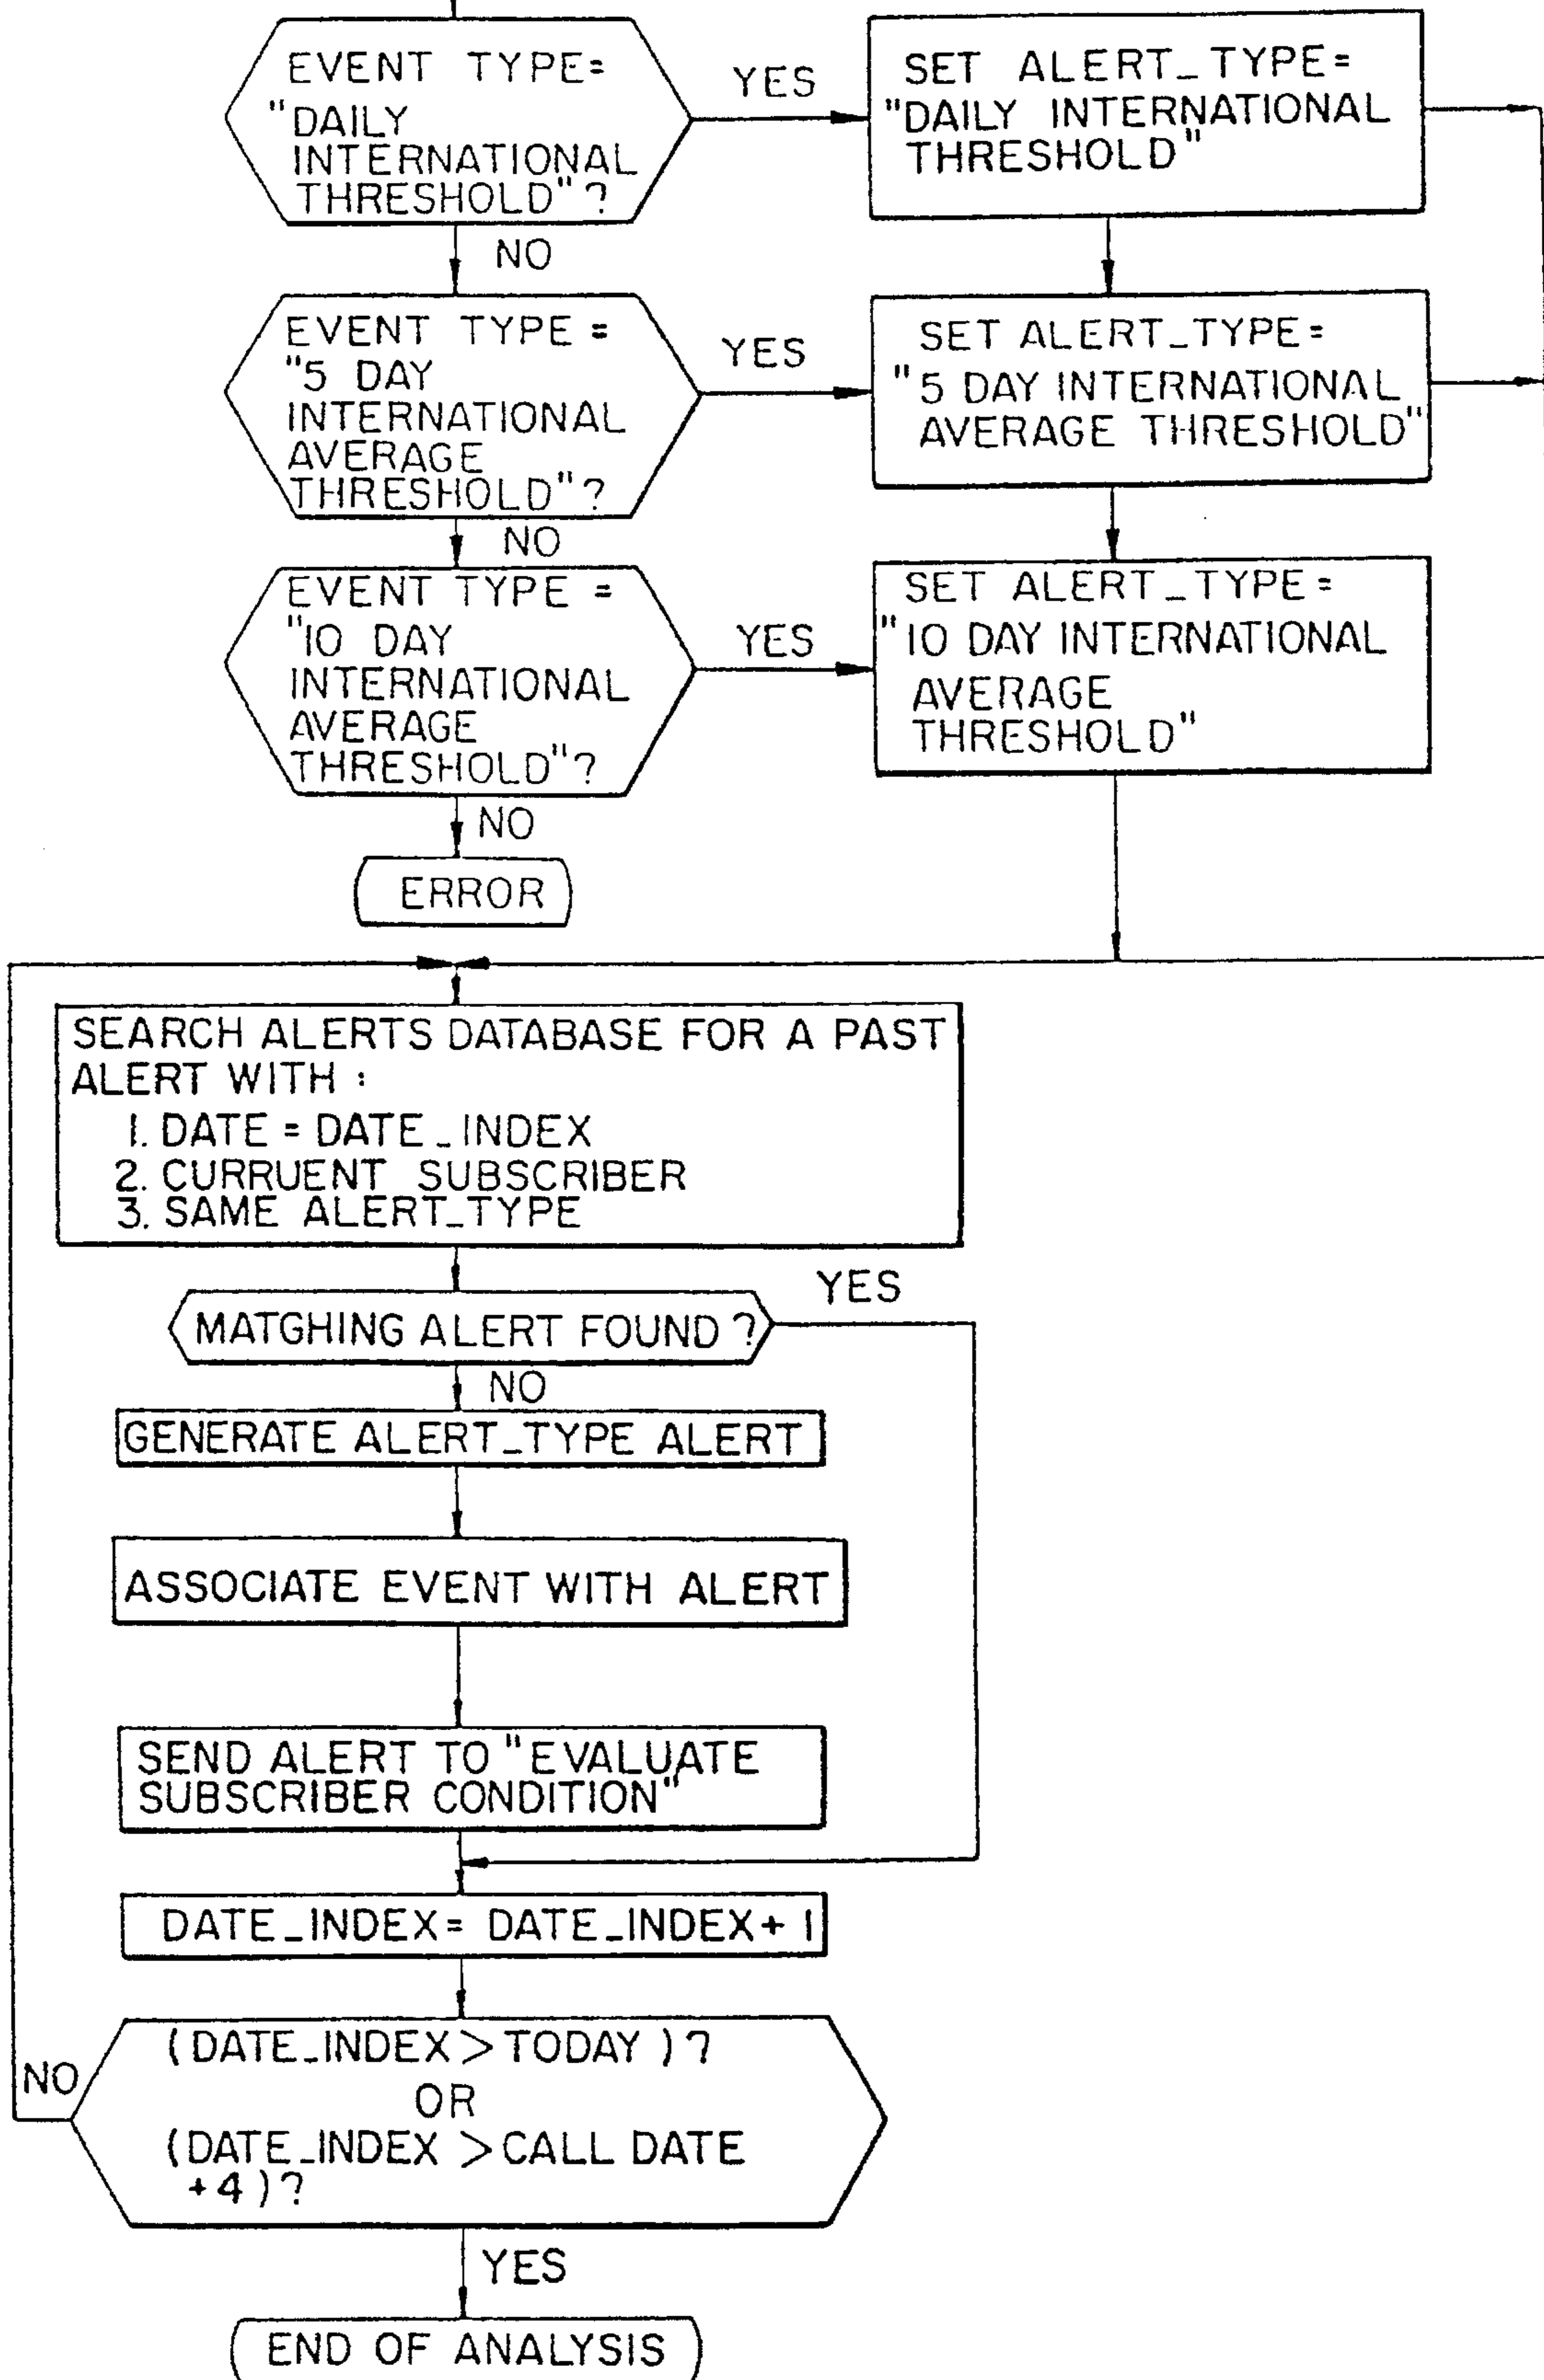 EVENT TYPE=
"DAILY
INTERNATIONAL
THRESHOLD"?
YES
SET ALERT_TYPE=
"DAILY INTERNATIONAL
THRESHOLD"
NO
EVENT TYPE =
"5 DAY
INTERNATIONAL
AVERAGE
THRESHOLD"?
YES
SET ALERT_TYPE=
"5 DAY INTERNATIONAL
AVERAGE THRESHOLD"
NO
EVENT TYPE =
"10 DAY
INTERNATIONAL
AVERAGE
THRESHOLD"?
YES
SET ALERT_TYPE=
"10 DAY INTERNATIONAL
AVERAGE
THRESHOLD"
NO
ERROR
SEARCH ALERTS DATABASE FOR A PAST
ALERT WITH :
1. DATE = DATE_INDEX
2. CURRUENT SUBSCRIBER
3. SAME ALERT_TYPE
MATGHING ALERT FOUND ?
YES
NO
GENERATE ALERT_TYPE ALERT
ASSOCIATE EVENT WITH ALERT
SEND ALERT TO "EVALUATE
SUBSCRIBER CONDITION"
DATE_INDEX= DATE_INDEX+ 1
(DATE_INDEX > TODAY )?
OR
(DATE_INDEX > CALL DATE
+4 )?
NO
YES
END OF ANALYSIS